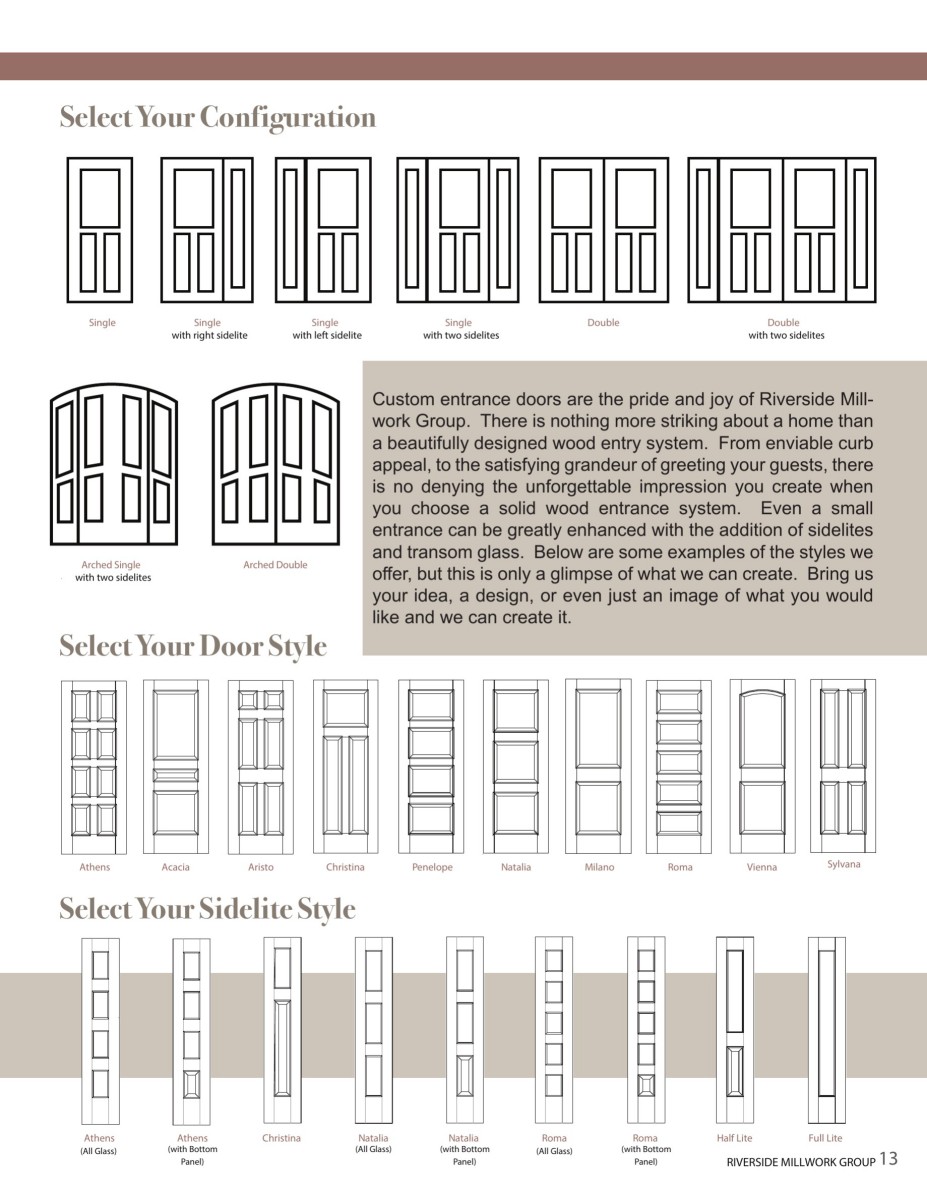 Select Your Configuration
Single
Single
with right sidelite
Single
with left sidelite
Single
with two sidelites
Double
Double
with two sidelites
Arched Single
with two sidelites
Arched Double
Custom entrance doors are the pride and joy of Riverside Mill-
work Group. There is nothing more striking about a home than
a beautifully designed wood entry system. From enviable curb
appeal, to the satisfying grandeur of greeting your guests, there
is no denying the unforgettable impression you create when
you choose a solid wood entrance system. Even a small
entrance can be greatly enhanced with the addition of sidelites
and transom glass. Below are some examples of the styles we
offer, but this is only a glimpse of what we can create. Bring us
your idea, a design, or even just an image of what you would
like and we can create it.
Select Your Door Style
Athens
Acacia
Aristo
Christina
Penelope
Natalia
Milano
Roma
Vienna
Sylvana
Select Your Sidelite Style
Athens
(All Glass)
Athens
(with Bottom
Panel)
Christina
Natalia
(All Glass)
Natalia
(with Bottom
Panel)
Roma
(All Glass)
Roma
(with Bottom
Panel)
Half Lite
Full Lite
RIVERSIDE MILLWORK GROUP 13